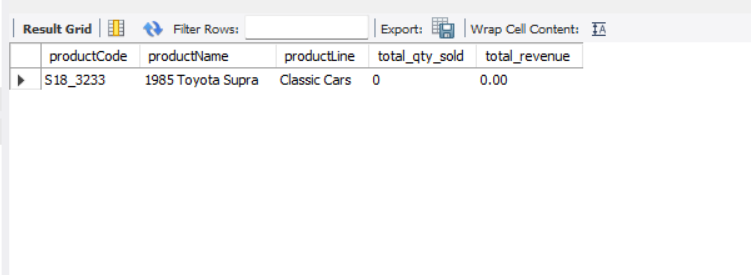 Result Grid Filter Rows: Export: Wrap Cell Content: IA
productCode productName productLine total_qty_sold total_revenue
S18_3233 1985 Toyota Supra Classic Cars 0 0.00